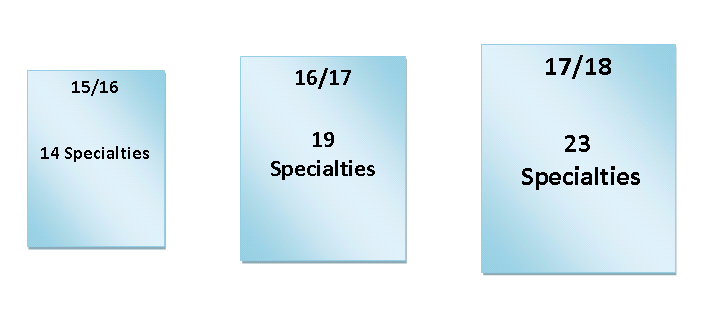 15/16
14 Specialties
16/17
19
Specialties
17/18
23
Specialties